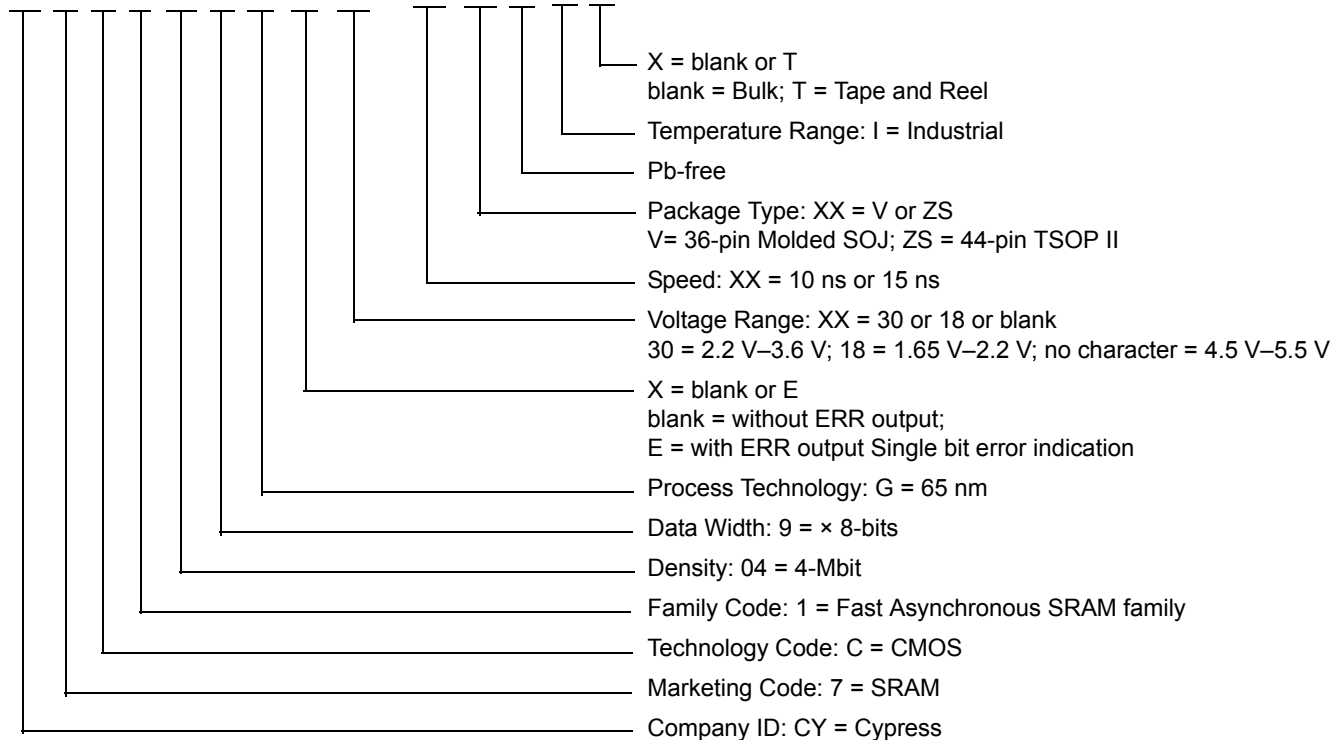 X = blank or T
blank = Bulk; T = Tape and Reel
Temperature Range: I = Industrial
Pb-free
Package Type: XX = V or ZS
V= 36-pin Molded SOJ; ZS = 44-pin TSOP II
Speed: XX = 10 ns or 15 ns
Voltage Range: XX = 30 or 18 or blank
30 = 2.2 V–3.6 V; 18 = 1.65 V–2.2 V; no character = 4.5 V–5.5 V
X = blank or E
blank = without ERR output;
E = with ERR output Single bit error indication
Process Technology: G = 65 nm
Data Width: 9 = × 8-bits
Density: 04 = 4-Mbit
Family Code: 1 = Fast Asynchronous SRAM family
Technology Code: C = CMOS
Marketing Code: 7 = SRAM
Company ID: CY = Cypress